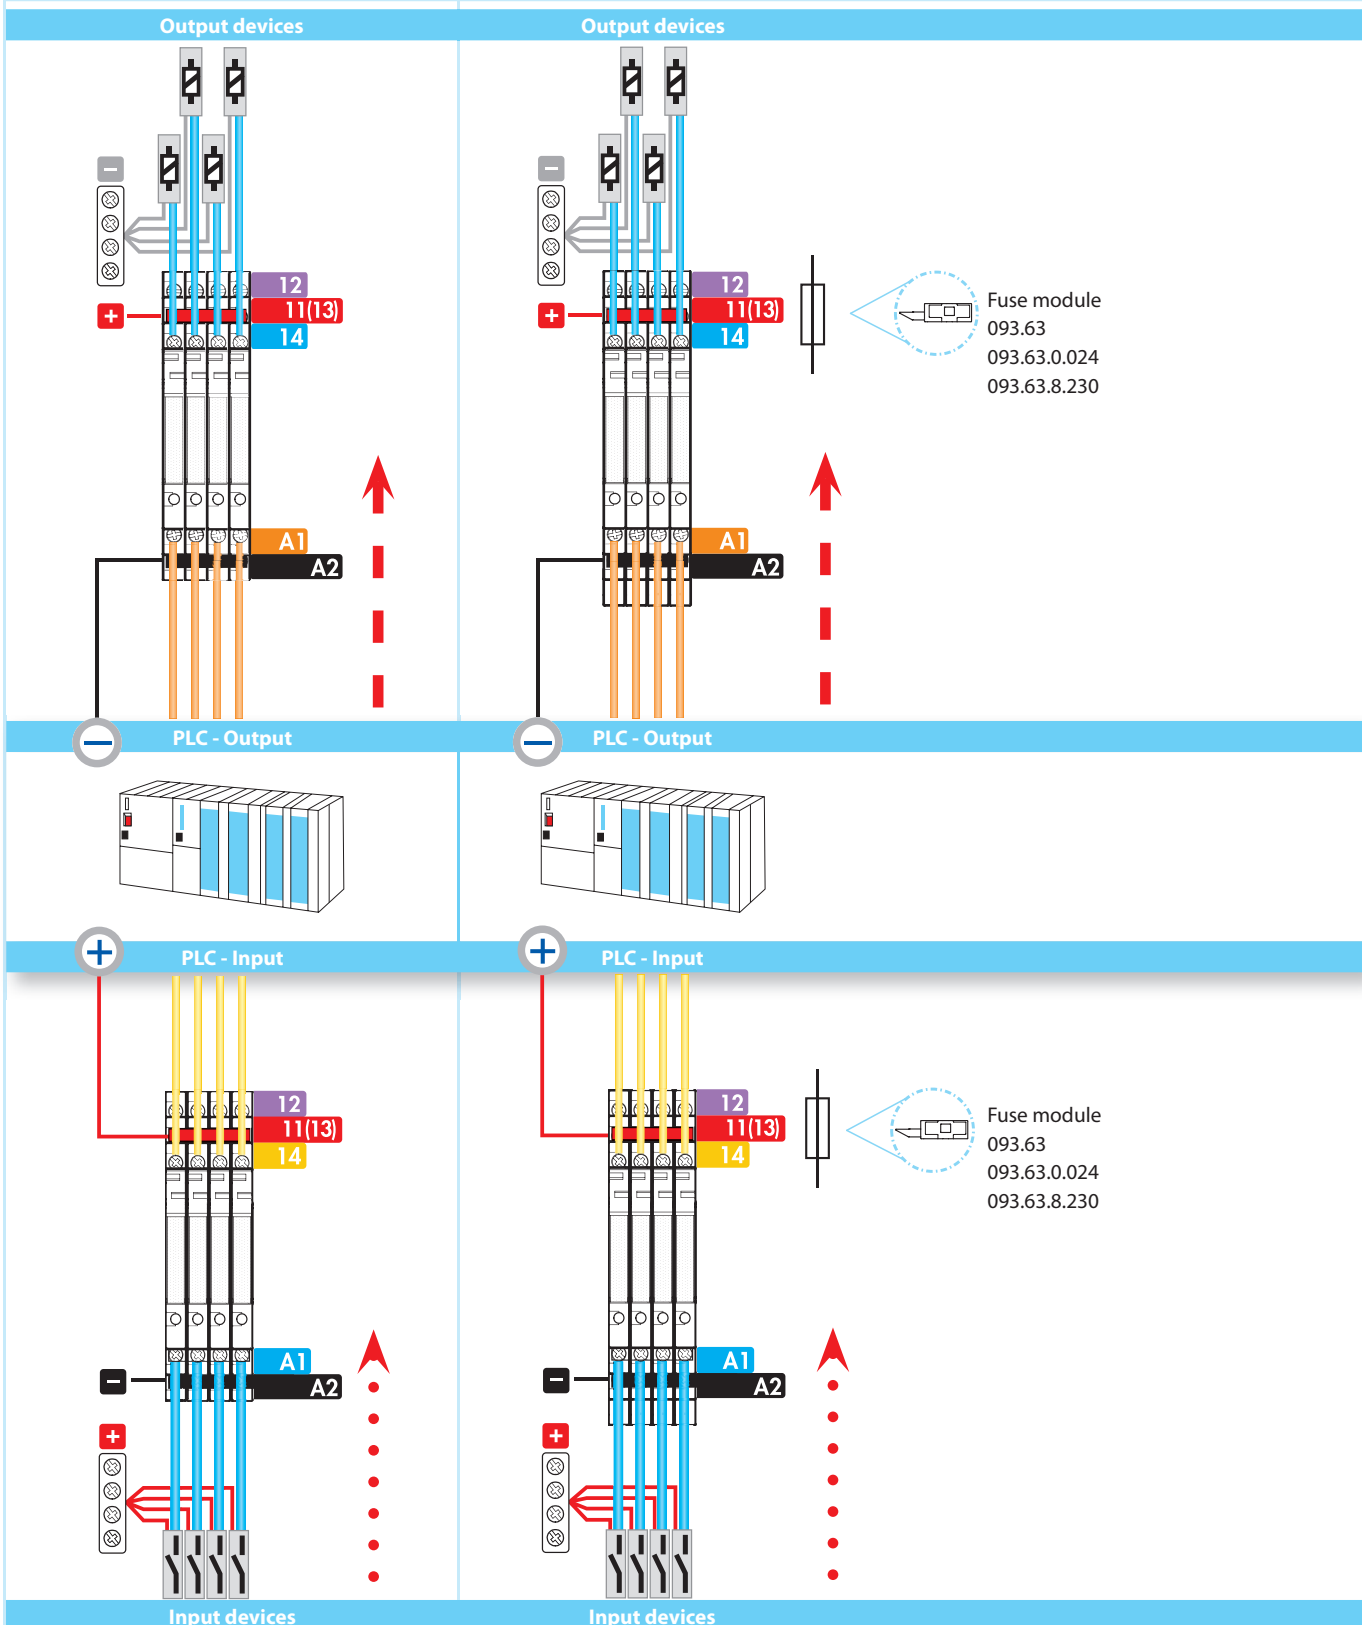 Output devices
Output devices
−
−
12
+
11(13)
14
12
+
11(13)
14
Fuse module
093.63
093.63.0.024
093.63.8.230
A1
A2
A1
A2
−
PLC - Output
−
PLC - Output
+
PLC - Input
+
PLC - Input
12
11(13)
14
12
11(13)
14
Fuse module
093.63
093.63.0.024
093.63.8.230
A1
−
A2
A1
−
A2
+
+
Input devices
Input devices